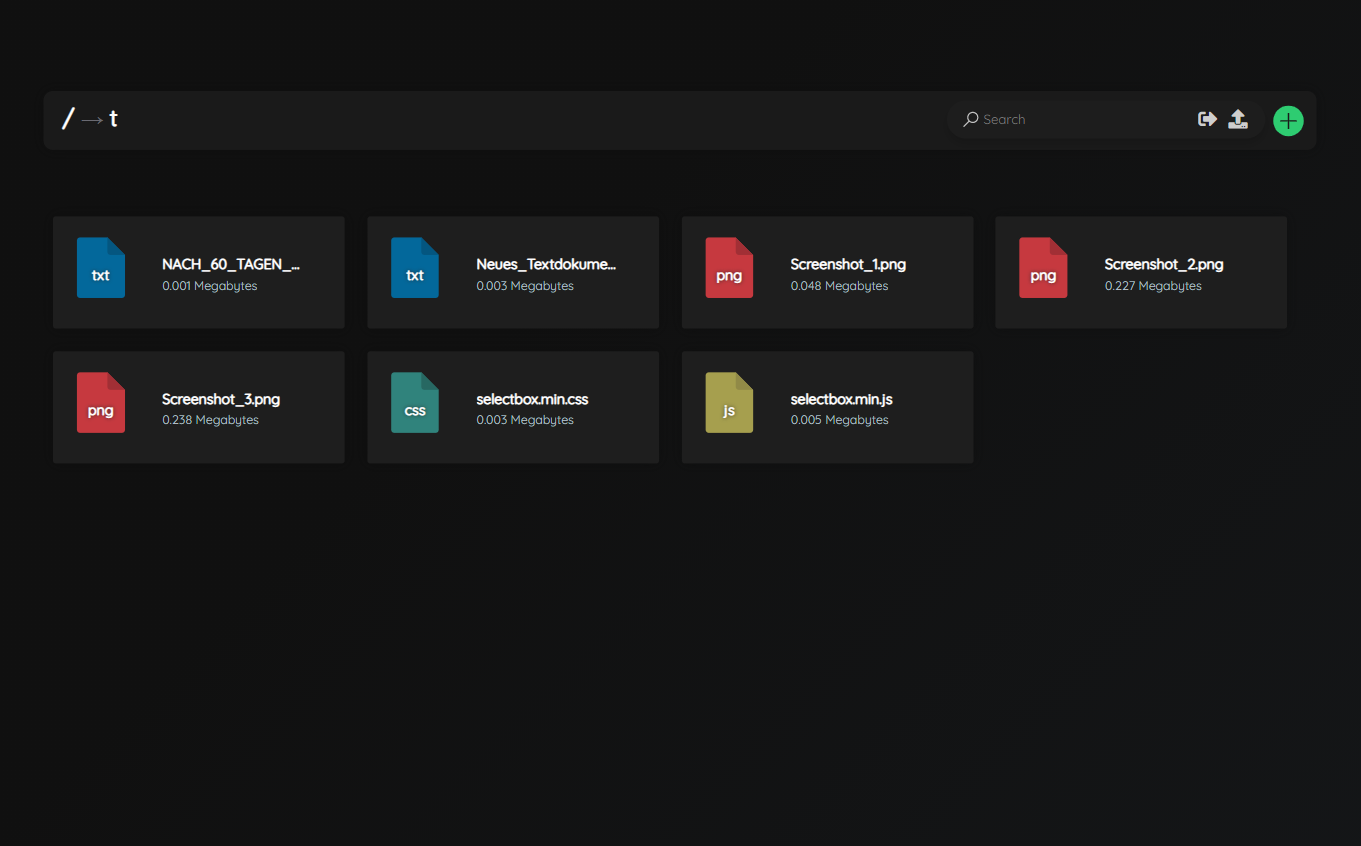 / → t
Search
txt
NACH_60_TAGEN_...
0.001 Megabytes
txt
Neues_Textdokume...
0.003 Megabytes
png
Screenshot_1.png
0.048 Megabytes
png
Screenshot_2.png
0.227 Megabytes
png
Screenshot_3.png
0.238 Megabytes
css
selectbox.min.css
0.003 Megabytes
js
selectbox.min.js
0.005 Megabytes